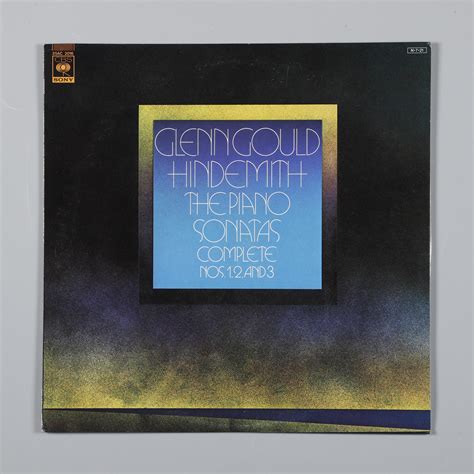 SONY
GLENN GOULD
HINDEMITH
THE PIANO
SONATAS
COMPLETE
NOS. 1, 2, AND 3